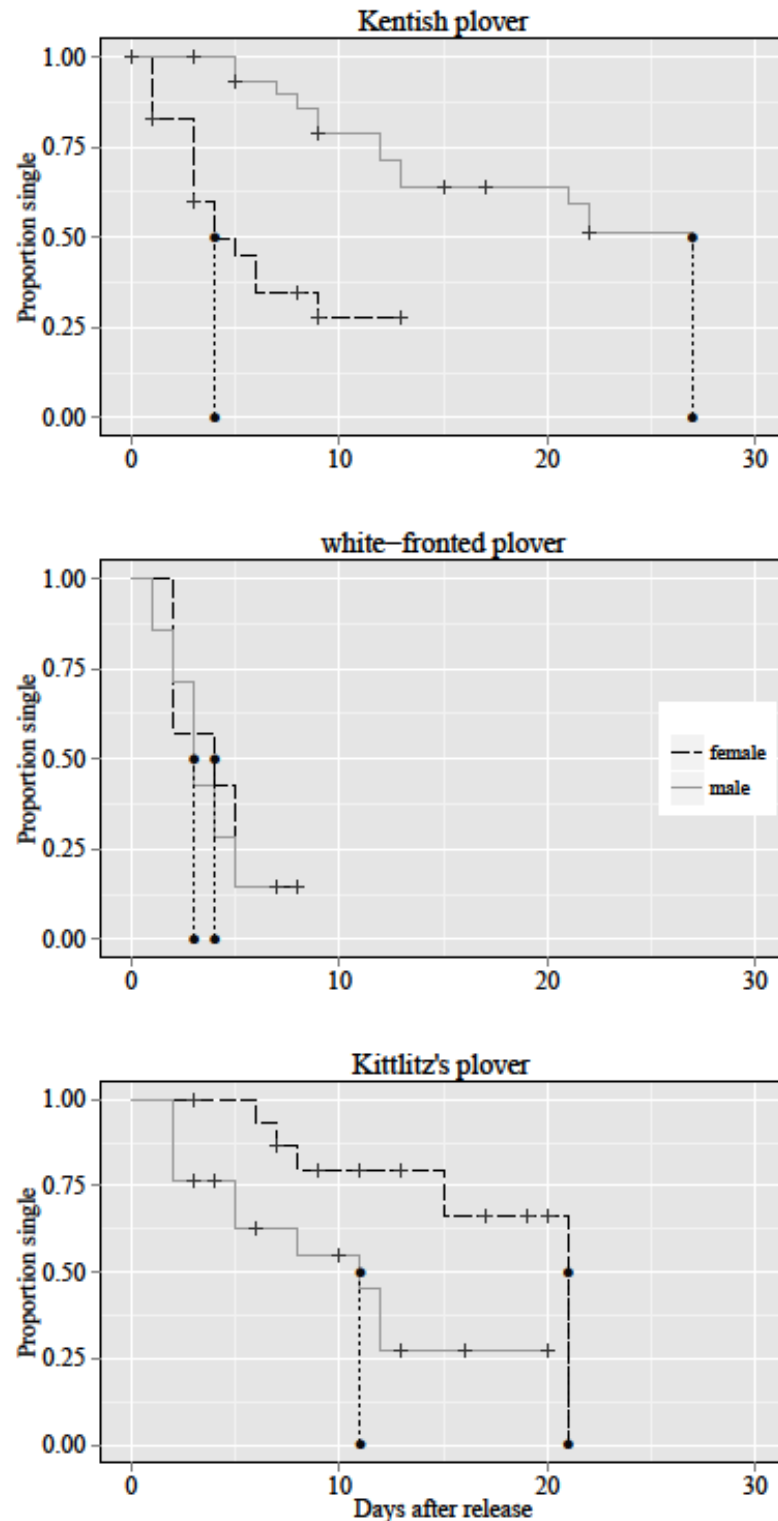 Kentish plover
1.00
0.75
0.50
0.25
0.00
Proportion single
0 10 20 30
white−fronted plover
1.00
0.75
0.50
0.25
0.00
Proportion single
female
male
0 10 20 30
Kittlitz's plover
1.00
0.75
0.50
0.25
0.00
Proportion single
0 10 20 30
Days after release